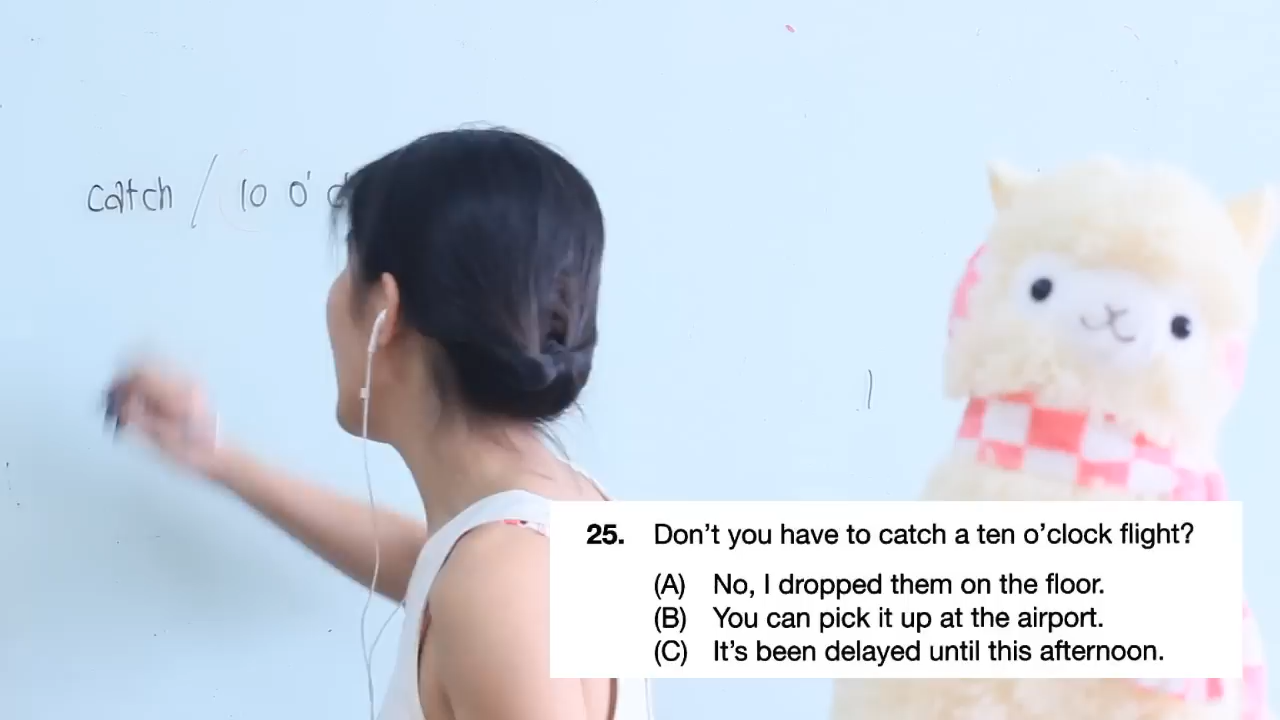 catch / 10 o'
25. Don't you have to catch a ten o'clock flight?
(A) No, I dropped them on the floor.
(B) You can pick it up at the airport.
(C) It's been delayed until this afternoon.